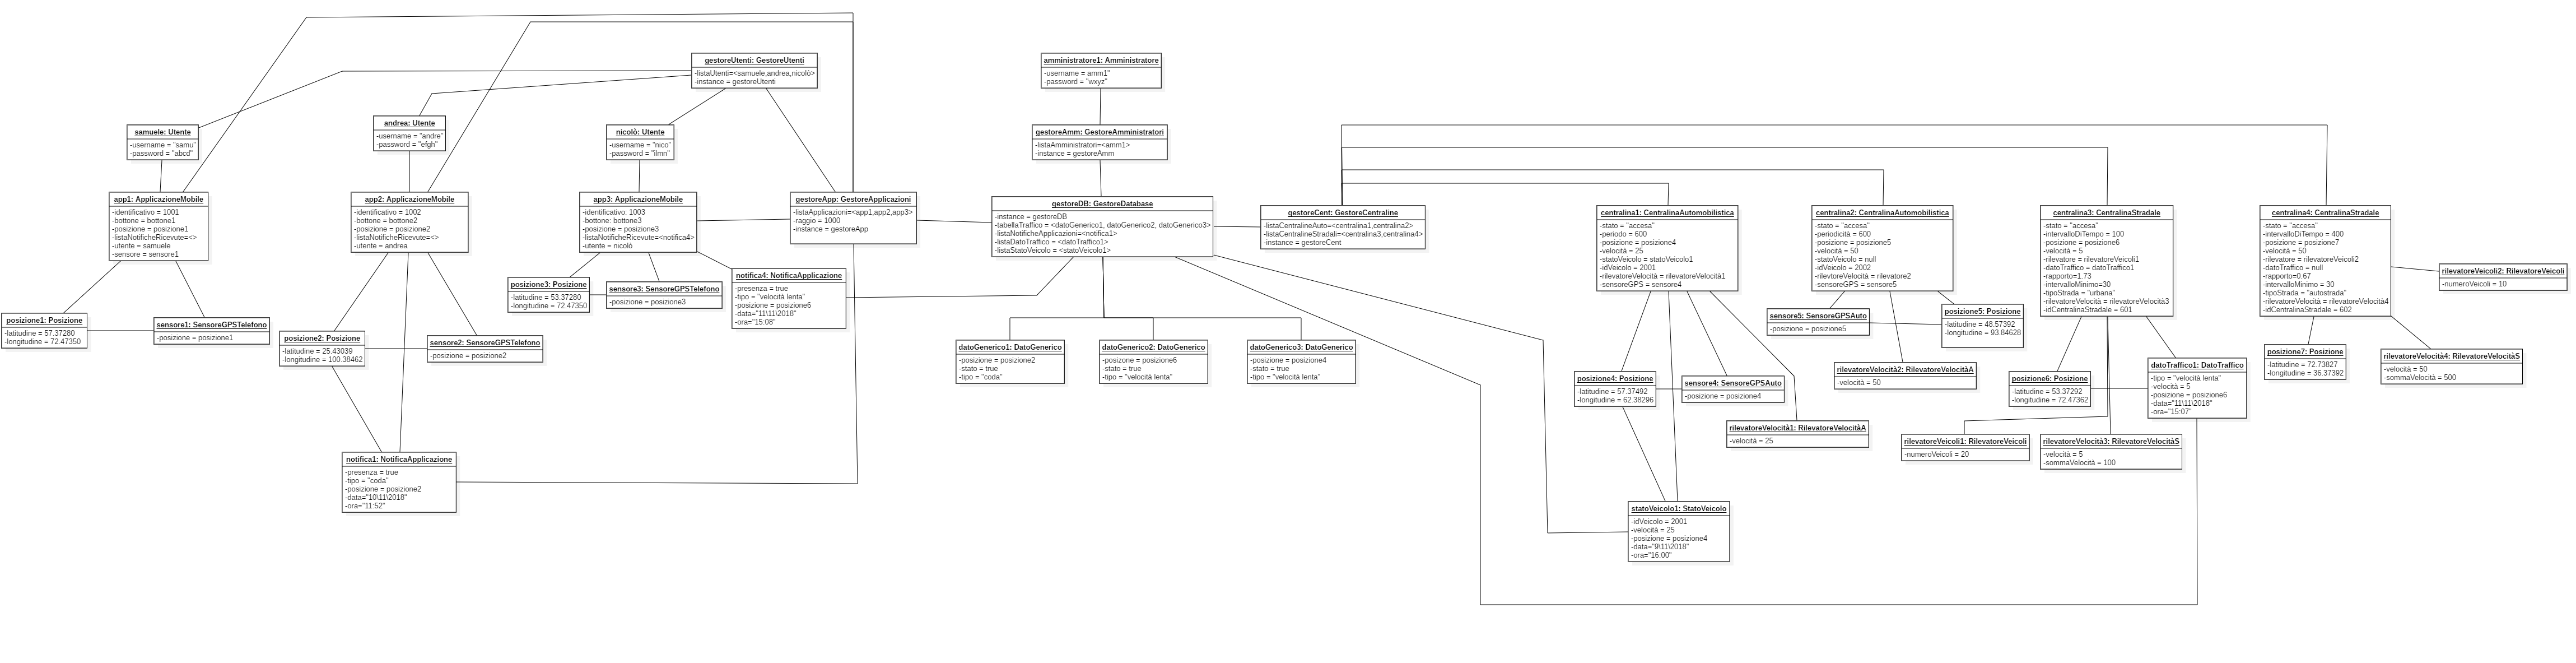 gestoreUtenti: GestoreUtenti
-listaUtenti=<samuele,andrea,nicolò>
-instance = gestoreUtenti
amministratore1: Amministratore
-username = amm1"
-password = "wxyz"
samuele: Utente
-username = "samu"
-password = "abcd"
andrea: Utente
-username = "andre"
-password = "efgh"
nicolò: Utente
-username = "nico"
-password = "ilmn"
gestoreAmm: GestoreAmministratori
-listaAmministratori=<amm1>
-instance = gestoreAmm
app1: ApplicazioneMobile
-identificativo = 1001
-bottone = bottone1
-posizione = posizione1
-listaNotificheRicevute=<>
-utente = samuele
-sensore = sensore1
app2: ApplicazioneMobile
-identificativo = 1002
-bottone = bottone2
-posizione = posizione2
-listaNotificheRicevute=<>
-utente = andrea
app3: ApplicazioneMobile
-identificativo: 1003
-bottone: bottone3
-posizione = posizione3
-listaNotificheRicevute=<notifica4>
-utente = nicolò
gestoreApp: GestoreApplicazioni
-listaApplicazioni=<app1,app2,app3>
-raggio = 1000
-instance = gestoreApp
gestoreDB: GestoreDatabase
-instance = gestoreDB
-tabellaTraffico = <datoGenerico1, datoGenerico2, datoGenerico3>
-listaNotificheApplicazioni=<notifica1>
-listaDatoTraffico = <datoTraffico1>
-listaStatoVeicolo = <statoVeicolo1>
gestoreCent: GestoreCentraline
-listaCentralineAuto=<centralina1,centralina2>
-listaCentralineStradali=<centralina3,centralina4>
-instance = gestoreCent
centralina1: CentralinaAutomobilistica
-stato = "accesa"
-periodo = 600
-posizione = posizione4
-velocità = 25
-statoVeicolo = statoVeicolo1
-idVeicolo = 2001
-rilevatoreVelocità = rilevatoreVelocità1
-sensoreGPS = sensore4
centralina2: CentralinaAutomobilistica
-stato = "accesa"
-periodicità = 600
-posizione = posizione5
-velocità = 50
-statoVeicolo = null
-idVeicolo = 2002
-rilevtoreVelocità = rilevatore2
-sensoreGPS = sensore5
centralina3: CentralinaStradale
-stato = "accesa"
-intervalloDiTempo = 100
-posizione = posizione6
-velocità = 5
-rilevatore = rilevatoreVeicoli1
-datoTraffico = datoTraffico1
-rapporto=1.73
-intervalloMinimo=30
-tipoStrada = "urbana"
-rilevatoreVelocità = rilevatoreVelocità3
-idCentralinaStradale = 601
centralina4: CentralinaStradale
-stato = "accesa"
-intervalloDiTempo = 400
-posizione = posizione7
-velocità = 50
-rilevatore = rilevatoreVeicoli2
-datoTraffico = null
-rapporto=0.67
-intervalloMinimo = 30
-tipoStrada = "autostrada"
-rilevatoreVelocità = rilevatoreVelocità4
-idCentralinaStradale = 602
rilevatoreVeicoli2: RilevatoreVeicoli
-numeroVeicoli = 10
posizione1: Posizione
-latitudine = 57.37280
-longitudine = 72.47350
sensore1: SensoreGPSTelefono
-posizione = posizione1
posizione2: Posizione
-latitudine = 25.43039
-longitudine = 100.38462
sensore2: SensoreGPSTelefono
-posizione = posizione2
posizione3: Posizione
-latitudine = 53.37280
-longitudine = 72.47350
sensore3: SensoreGPSTelefono
-posizione = posizione3
notifica4: NotificaApplicazione
-presenza = true
-tipo = "velocità lenta"
-posizione = posizione6
-data="11\11\2018"
-ora="15:08"
datoGenerico1: DatoGenerico
-posizione = posizione2
-stato = true
-tipo = "coda"
datoGenerico2: DatoGenerico
-posizone = posizione6
-stato = true
-tipo = "velocità lenta"
datoGenerico3: DatoGenerico
-posizione = posizione4
-stato = true
-tipo = "velocità lenta"
sensore5: SensoreGPSAuto
-posizione = posizione5
posizione5: Posizione
-latitudine = 48.57392
-longitudine = 93.84628
rilevatoreVelocità2: RilevatoreVelocitàA
-velocità = 50
posizione4: Posizione
-latitudine = 57.37492
-longitudine = 62.38296
sensore4: SensoreGPSAuto
-posizione = posizione4
rilevatoreVelocità1: RilevatoreVelocitàA
-velocità = 25
posizione6: Posizione
-latitudine = 53.37292
-longitudine = 72.47362
datoTraffico1: DatoTraffico
-tipo = "velocità lenta"
-velocità = 5
-posizione = posizione6
-data="11\11\2018"
-ora="15:07"
posizione7: Posizione
-latitudine = 72.73827
-longitudine = 36.37392
rilevatoreVelocità4: RilevatoreVelocitàS
-velocità = 50
-sommaVelocità = 500
rilevatoreVeicoli1: RilevatoreVeicoli
-numeroVeicoli = 20
rilevatoreVelocità3: RilevatoreVelocitàS
-velocità = 5
-sommaVelocità = 100
notifica1: NotificaApplicazione
-presenza = true
-tipo = "coda"
-posizione = posizione2
-data="10\11\2018"
-ora="11:52"
statoVeicolo1: StatoVeicolo
-idVeicolo = 2001
-velocità = 25
-posizione = posizione4
-data="9\11\2018"
-ora="16:00"